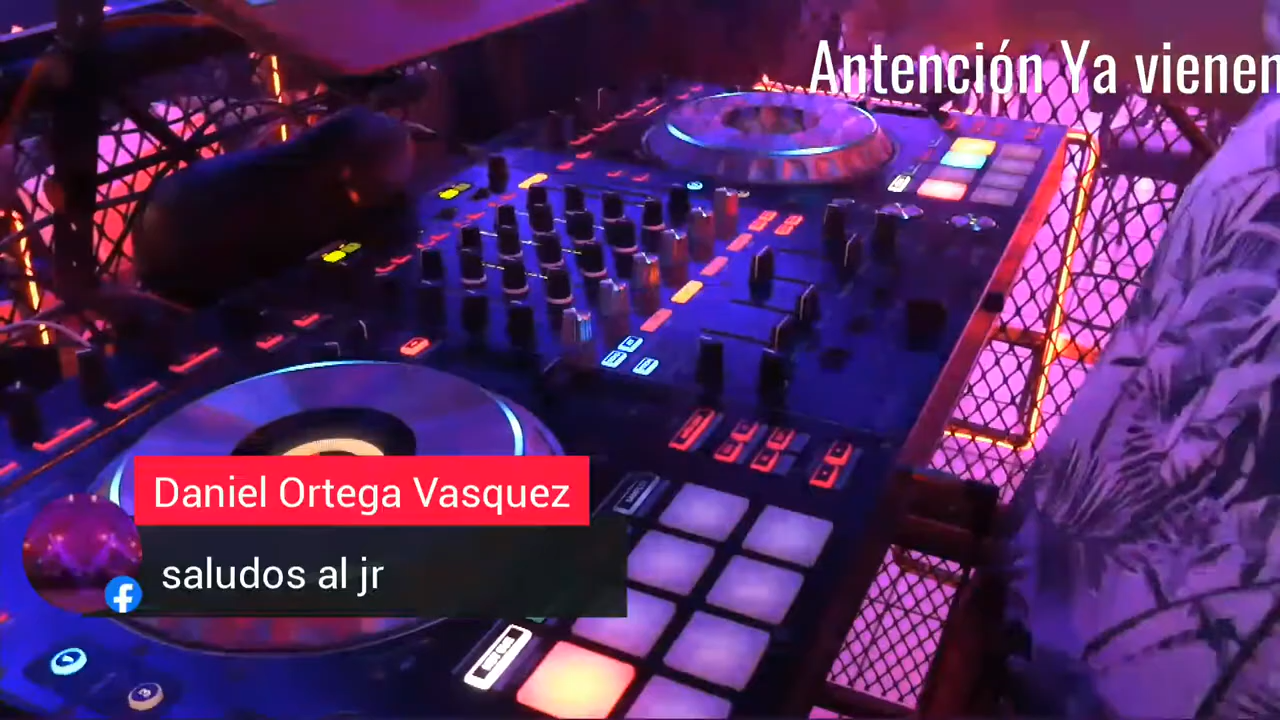 Antención Ya vienen
Daniel Ortega Vasquez
saludos al jr